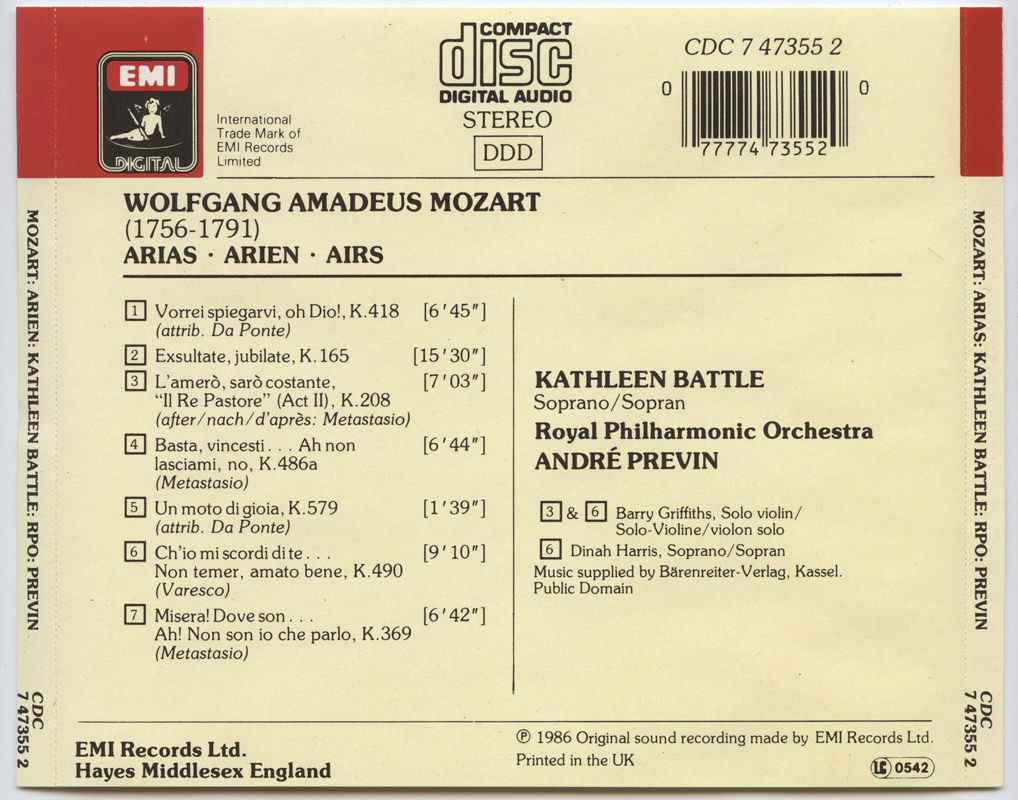 EMI
DIGITAL
International
Trade Mark of
EMI Records
Limited
COMPACT
disc
DIGITAL AUDIO
STEREO
DDD
CDC 7 47355 2
0 77774 73552 0
WOLFGANG AMADEUS MOZART
(1756-1791)
ARIAS · ARIEN · AIRS
1 Vorrei spiegarvi, oh Dio!, K.418 [6′45″]
(attrib. Da Ponte)
2 Exsultate, jubilate, K.165 [15′30″]
3 L'amerò, sarò costante, [7′03″]
“Il Re Pastore” (Act II), K.208
(after/nach/d'après: Metastasio)
4 Basta, vincesti . . . Ah non [6′44″]
lasciami, no, K.486a
(Metastasio)
5 Un moto di gioia, K.579 [1′39″]
(attrib. Da Ponte)
6 Ch'io mi scordi di te . . . [9′10″]
Non temer, amato bene, K.490
(Varesco)
7 Misera! Dove son . . . [6′42″]
Ah! Non son io che parlo, K.369
(Metastasio)
KATHLEEN BATTLE
Soprano/Sopran
Royal Philharmonic Orchestra
ANDRÉ PREVIN
3 & 6 Barry Griffiths, Solo violin/
Solo-Violine/violon solo
6 Dinah Harris, Soprano/Sopran
Music supplied by Bärenreiter-Verlag, Kassel.
Public Domain
EMI Records Ltd.
Hayes Middlesex England
℗ 1986 Original sound recording made by EMI Records Ltd.
Printed in the UK
LC 0542
MOZART: ARIEN: KATHLEEN BATTLE: RPO: PREVIN
CDC
7 47355 2
MOZART: ARIAS: KATHLEEN BATTLE: RPO: PREVIN
CDC
7 47355 2